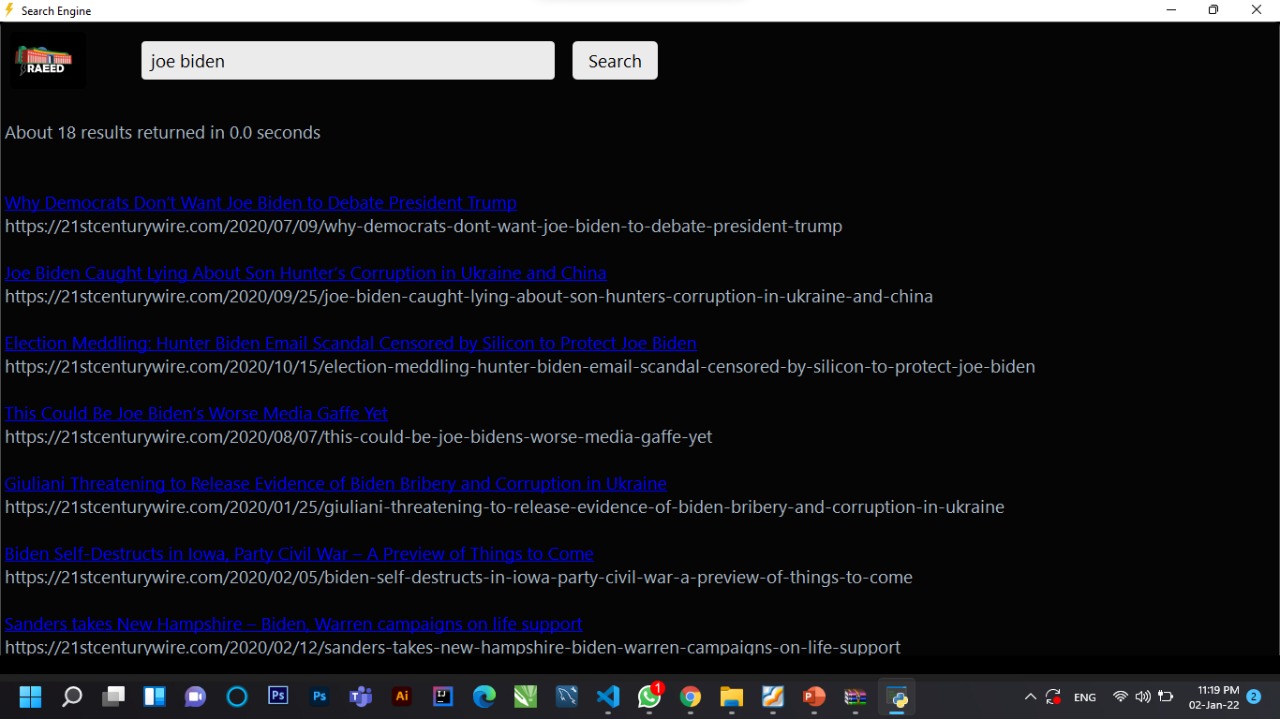 Search Engine
RAEED
joe biden
Search
About 18 results returned in 0.0 seconds
Why Democrats Don't Want Joe Biden to Debate President Trump
https://21stcenturywire.com/2020/07/09/why-democrats-dont-want-joe-biden-to-debate-president-trump
Joe Biden Caught Lying About Son Hunter's Corruption in Ukraine and China
https://21stcenturywire.com/2020/09/25/joe-biden-caught-lying-about-son-hunters-corruption-in-ukraine-and-china
Election Meddling: Hunter Biden Email Scandal Censored by Silicon to Protect Joe Biden
https://21stcenturywire.com/2020/10/15/election-meddling-hunter-biden-email-scandal-censored-by-silicon-to-protect-joe-biden
This Could Be Joe Biden's Worse Media Gaffe Yet
https://21stcenturywire.com/2020/08/07/this-could-be-joe-bidens-worse-media-gaffe-yet
Giuliani Threatening to Release Evidence of Biden Bribery and Corruption in Ukraine
https://21stcenturywire.com/2020/01/25/giuliani-threatening-to-release-evidence-of-biden-bribery-and-corruption-in-ukraine
Biden Self-Destructs in Iowa, Party Civil War – A Preview of Things to Come
https://21stcenturywire.com/2020/02/05/biden-self-destructs-in-iowa-party-civil-war-a-preview-of-things-to-come
Sanders takes New Hampshire – Biden, Warren campaigns on life support
https://21stcenturywire.com/2020/02/12/sanders-takes-new-hampshire-biden-warren-campaigns-on-life-support
Ps Ps Ai IJ 1 P ENG 11:19 PM 2
02-Jan-22